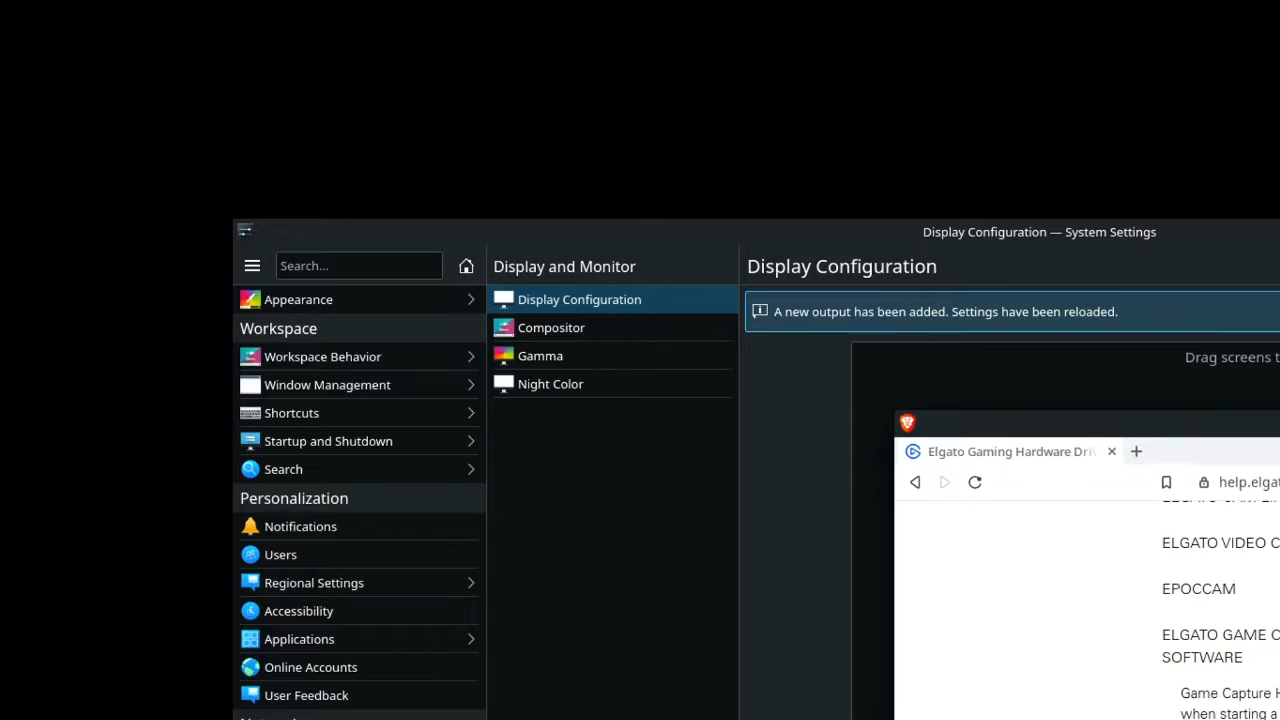 Display Configuration — System Settings
Search...
Display and Monitor
Display Configuration
Appearance
Workspace
Workspace Behavior
Window Management
Shortcuts
Startup and Shutdown
Search
Personalization
Notifications
Users
Regional Settings
Accessibility
Applications
Online Accounts
User Feedback
Display Configuration
Compositor
Gamma
Night Color
A new output has been added. Settings have been reloaded.
Drag screens t
Elgato Gaming Hardware Dri
help.elgat
ELGATO VIDEO C
EPOCCAM
ELGATO GAME C
SOFTWARE
Game Capture H
when starting a